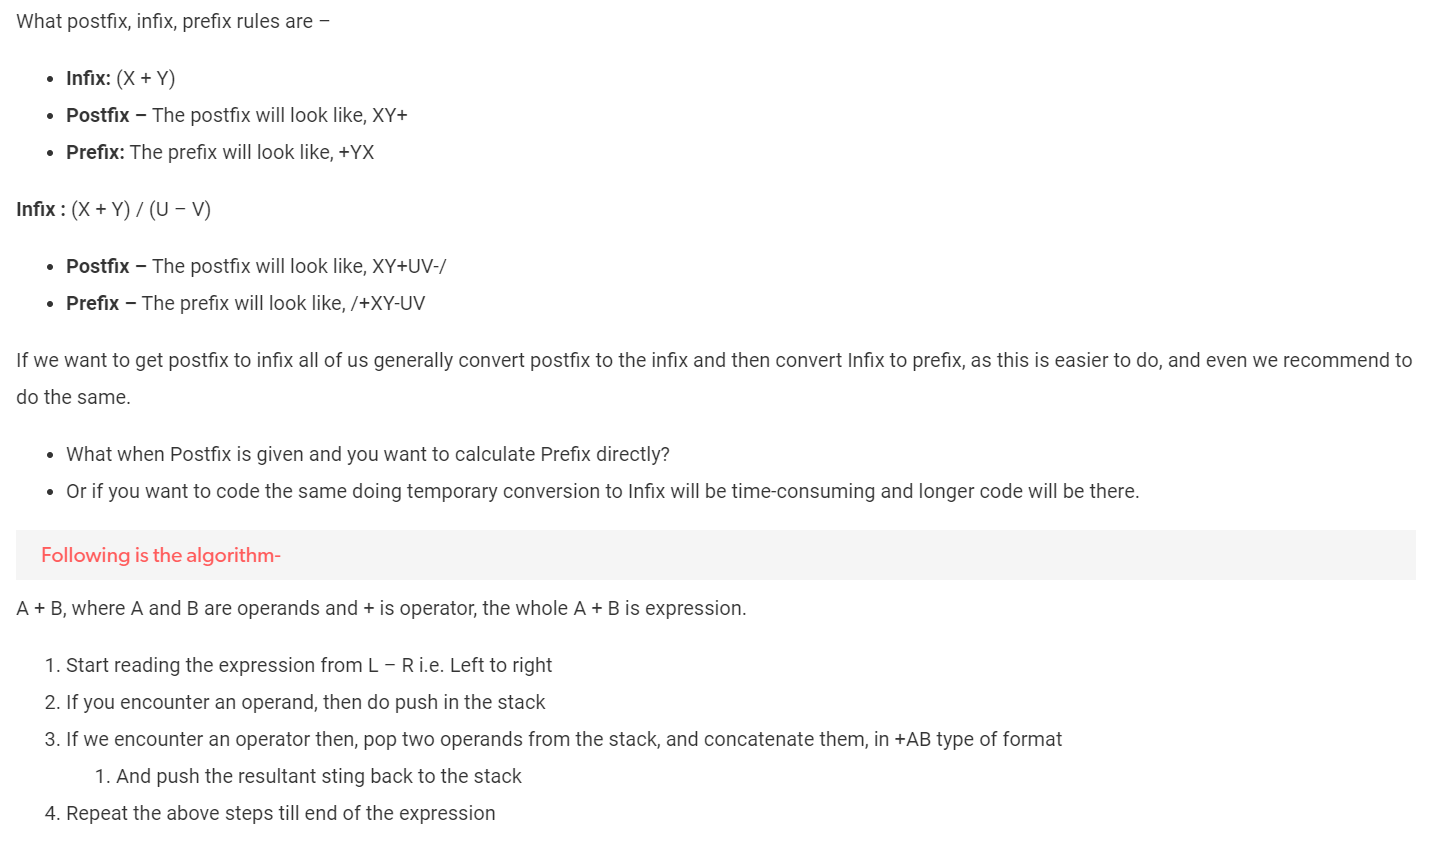 What postfix, infix, prefix rules are –
• Infix: (X + Y)
• Postfix – The postfix will look like, XY+
• Prefix: The prefix will look like, +YX
Infix : (X + Y) / (U – V)
• Postfix – The postfix will look like, XY+UV-/
• Prefix – The prefix will look like, /+XY-UV
If we want to get postfix to infix all of us generally convert postfix to the infix and then convert Infix to prefix, as this is easier to do, and even we recommend to
do the same.
• What when Postfix is given and you want to calculate Prefix directly?
• Or if you want to code the same doing temporary conversion to Infix will be time-consuming and longer code will be there.
Following is the algorithm-
A + B, where A and B are operands and + is operator, the whole A + B is expression.
1. Start reading the expression from L – R i.e. Left to right
2. If you encounter an operand, then do push in the stack
3. If we encounter an operator then, pop two operands from the stack, and concatenate them, in +AB type of format
1. And push the resultant sting back to the stack
4. Repeat the above steps till end of the expression